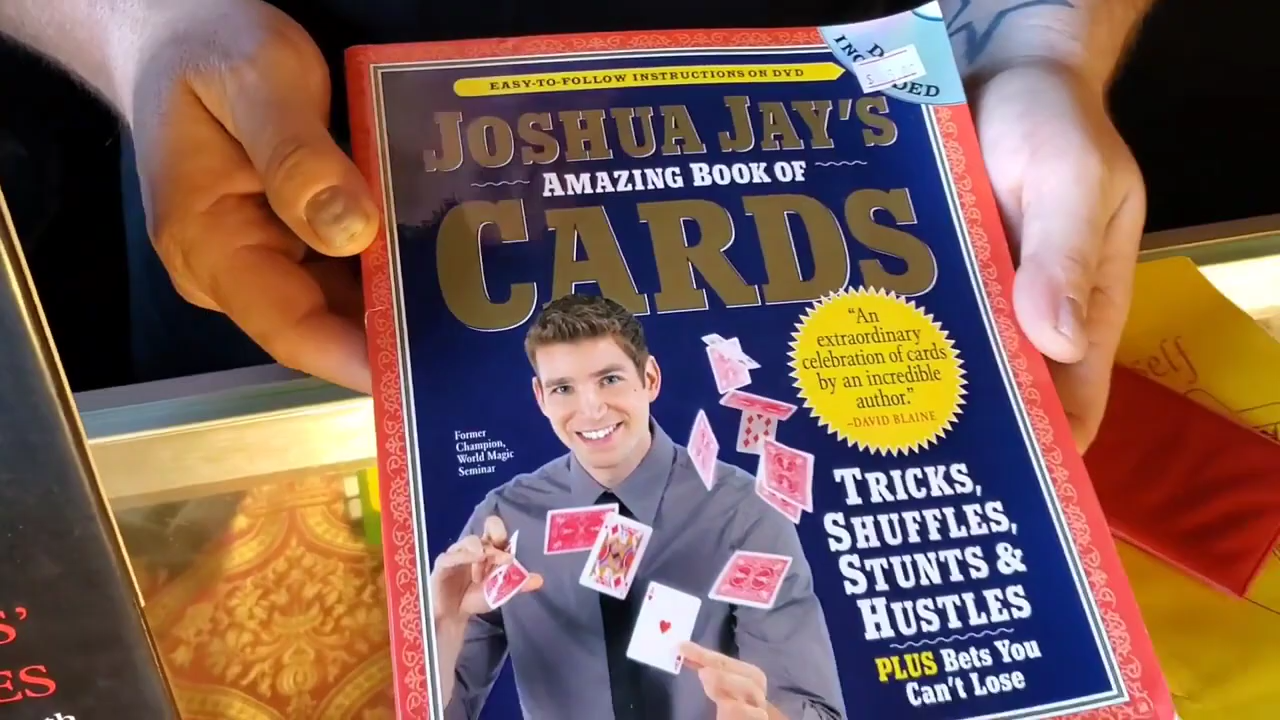 EASY-TO-FOLLOW INSTRUCTIONS ON DVD
JOSHUA JAY'S
AMAZING BOOK OF
CARDS
"An
extraordinary
celebration of cards
by an incredible
author."
–DAVID BLAINE
Former
Champion,
World Magic
Seminar
TRICKS,
SHUFFLES,
STUNTS &
HUSTLES
PLUS Bets You
Can't Lose
self